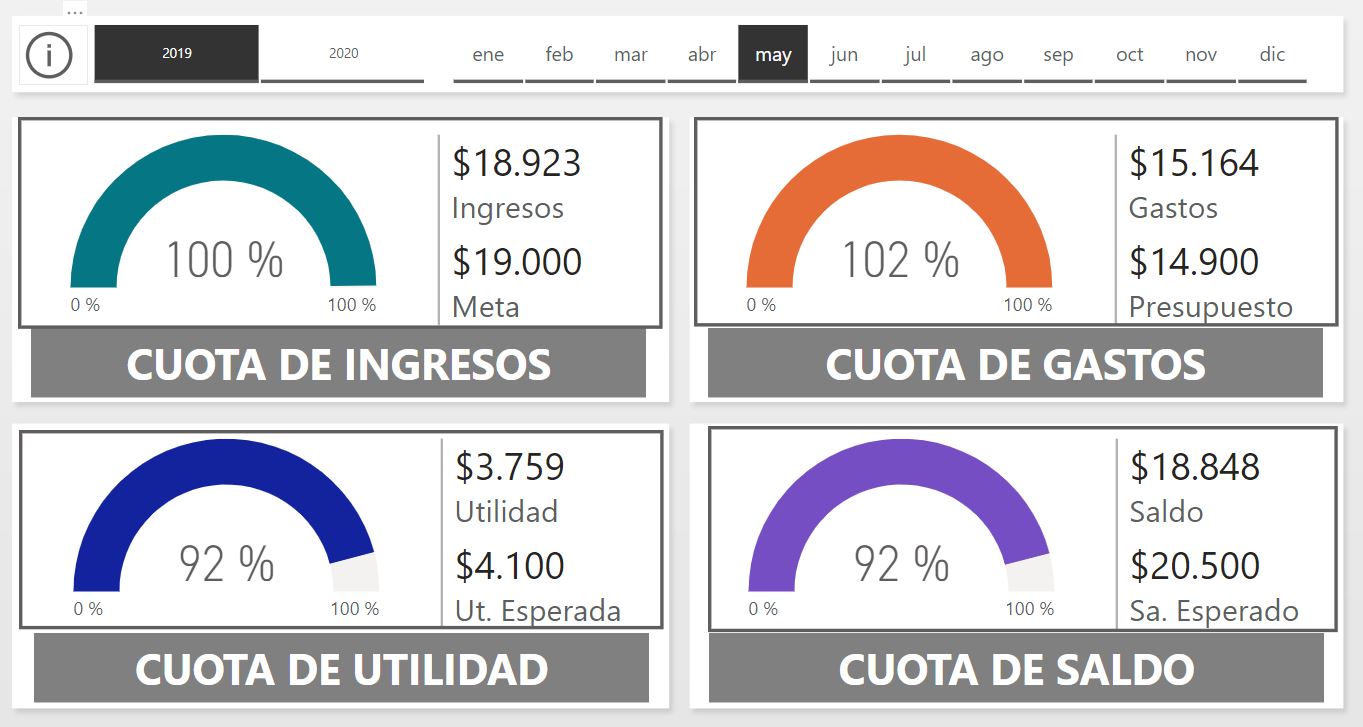 ...
i
2019 2020 ene feb mar abr may jun jul ago sep oct nov dic
$18.923
Ingresos
100 %
$19.000
0 % 100 %
Meta
CUOTA DE INGRESOS
$15.164
Gastos
102 %
$14.900
0 % 100 %
Presupuesto
CUOTA DE GASTOS
$3.759
Utilidad
92 %
$4.100
0 % 100 %
Ut. Esperada
CUOTA DE UTILIDAD
$18.848
Saldo
92 %
$20.500
0 % 100 %
Sa. Esperado
CUOTA DE SALDO